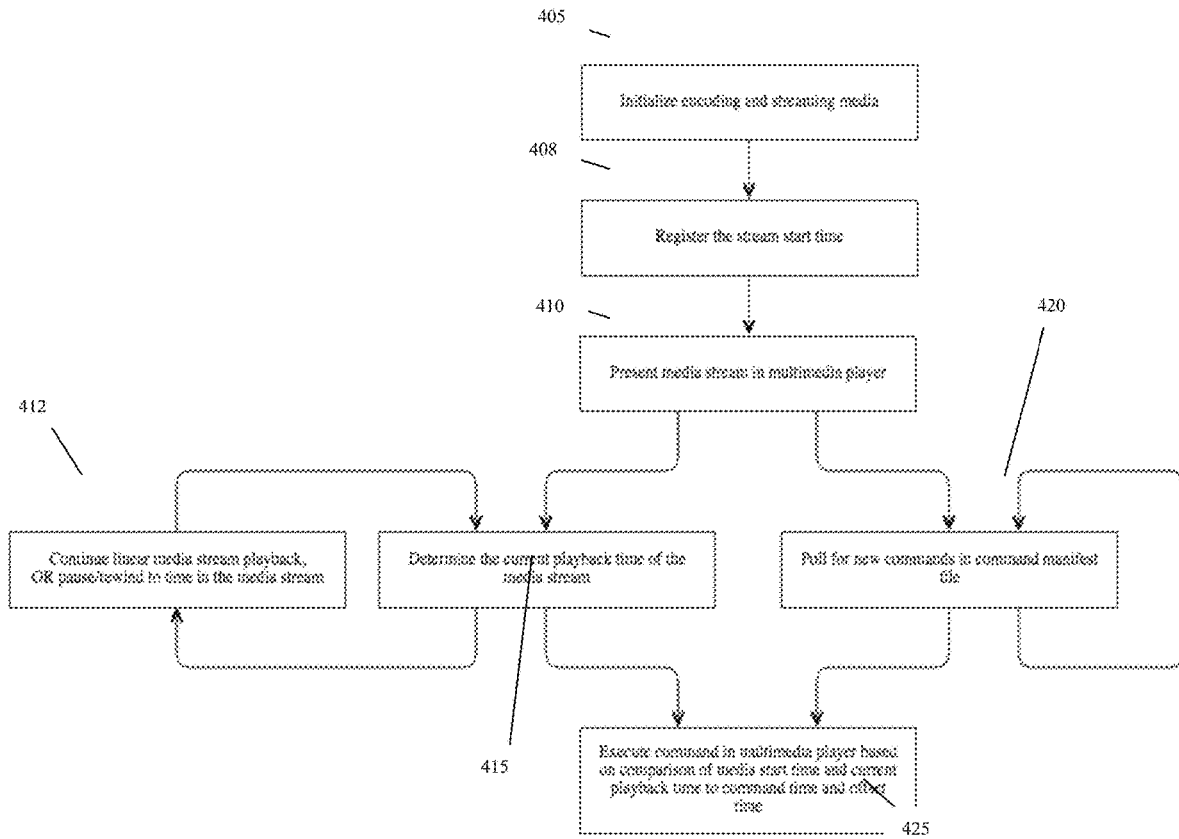 405
Initialize encoding and streaming media
408
Register the stream start time
410
420
Present media stream in multimedia player
412
Continue linear media stream playback,
OR pause/rewind to time in the media stream
Determine the current playback time of the
media stream
Poll for new commands in command manifest
file
415
Execute command in multimedia player based
on comparison of media start time and current
playback time to command time and offset
time
425